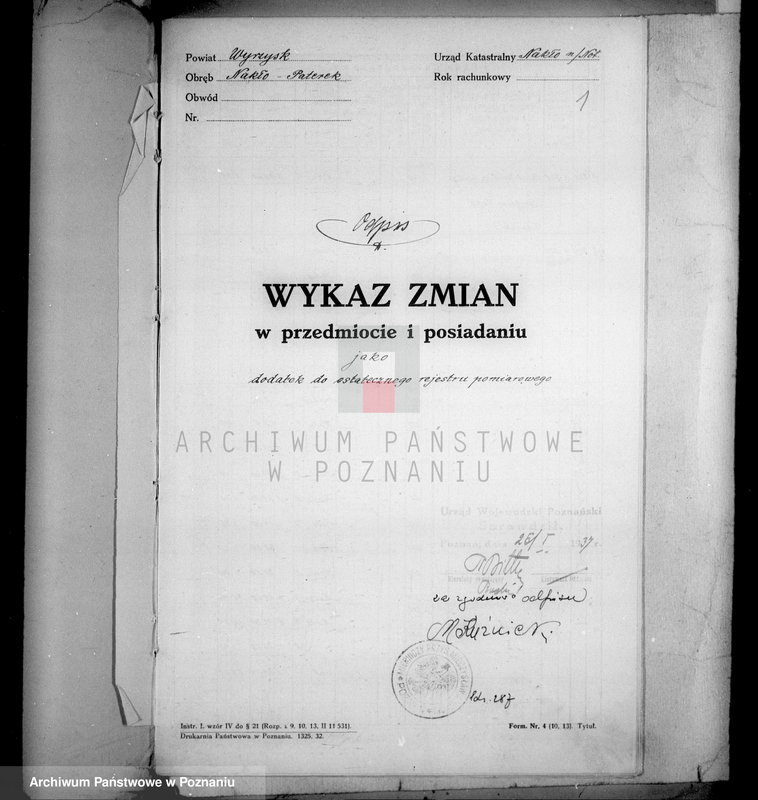 Powiat Wyrzysk
Obręb Nakło - Paterek
Obwód
Nr.
Urząd Katastralny Nakło n/Not.
Rok rachunkowy
1
Odpis
WYKAZ ZMIAN
w przedmiocie i posiadaniu
jako
dodatek do ostatecznego rejestru pomiarowego
ARCHIWUM PAŃSTWOWE
W POZNANIU
Urząd Wojewódzki Poznański
Sprawdził.
Poznań, dnia 25/I 1937 r.
za zgodność odpisu
Instr. I. wzór IV do § 21 (Rozp. z 9. 10. 13. II 11 531).
Drukarnia Państwowa w Poznaniu. 1325. 32.
Form. Nr. 4 (10, 13). Tytuł.
Archiwum Państwowe w Poznaniu